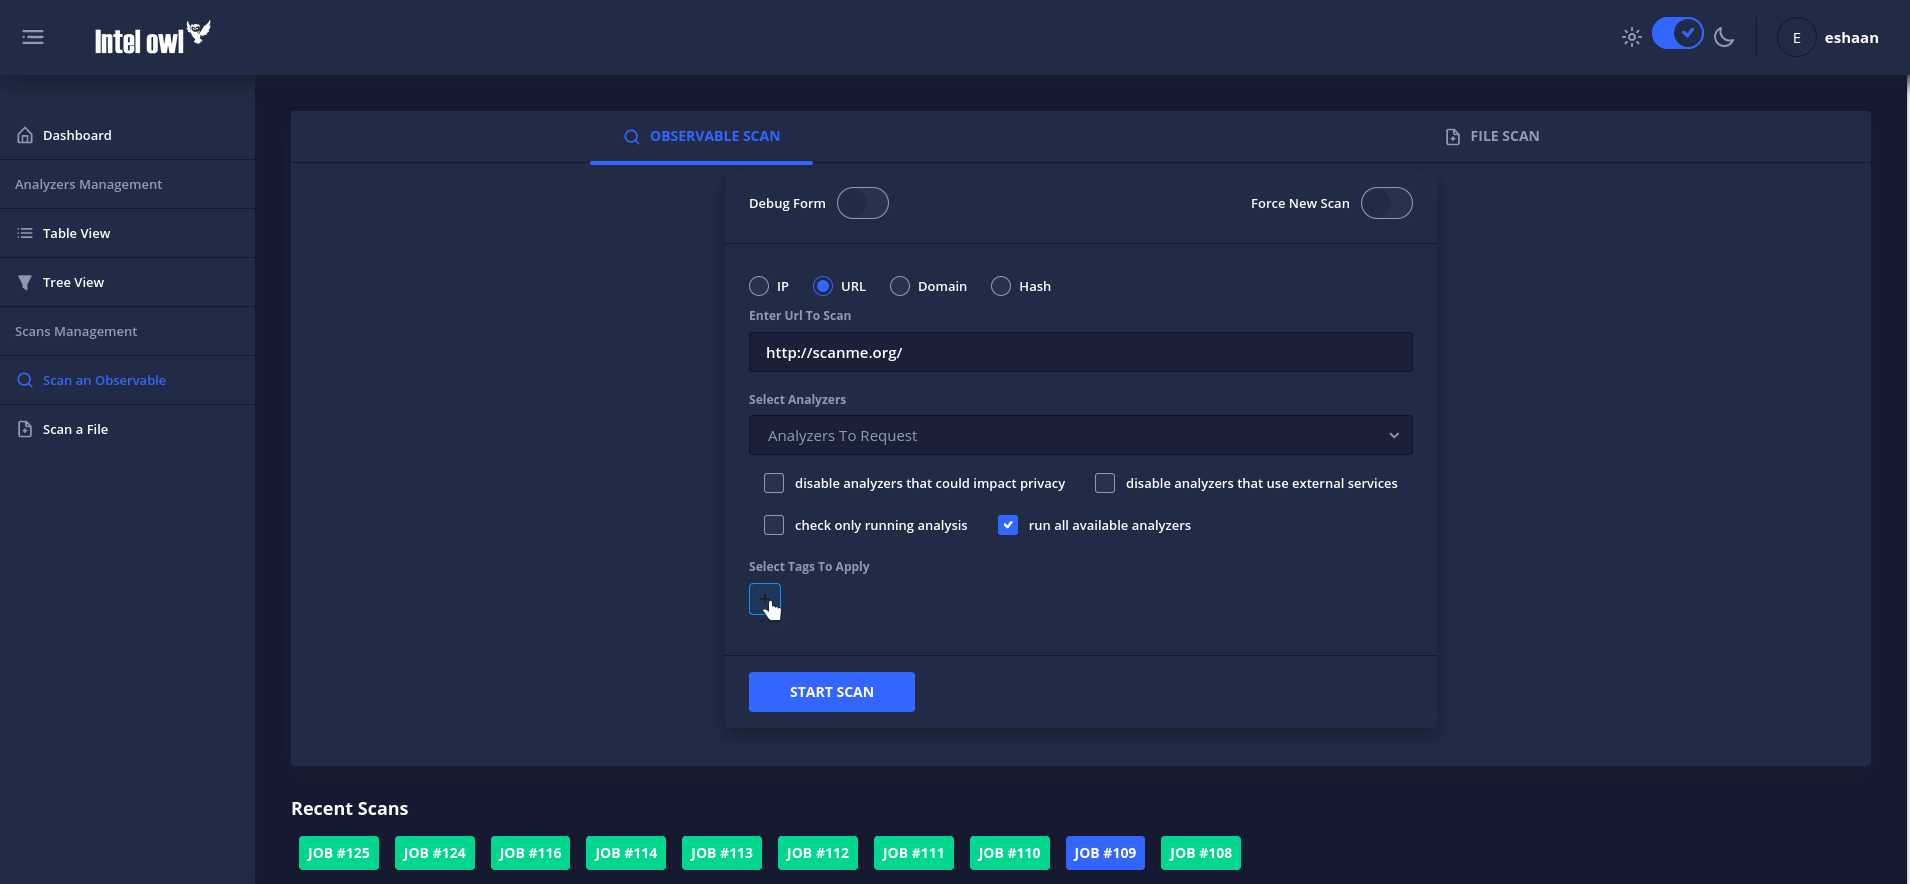 Intel owl
E eshaan
Dashboard
Analyzers Management
Table View
Tree View
Scans Management
Scan an Observable
Scan a File
OBSERVABLE SCAN FILE SCAN
Debug Form Force New Scan
IP URL Domain Hash
Enter Url To Scan
http://scanme.org/
Select Analyzers
Analyzers To Request
disable analyzers that could impact privacy disable analyzers that use external services
check only running analysis run all available analyzers
Select Tags To Apply
+
START SCAN
Recent Scans
JOB #125 JOB #124 JOB #116 JOB #114 JOB #113 JOB #112 JOB #111 JOB #110 JOB #109 JOB #108